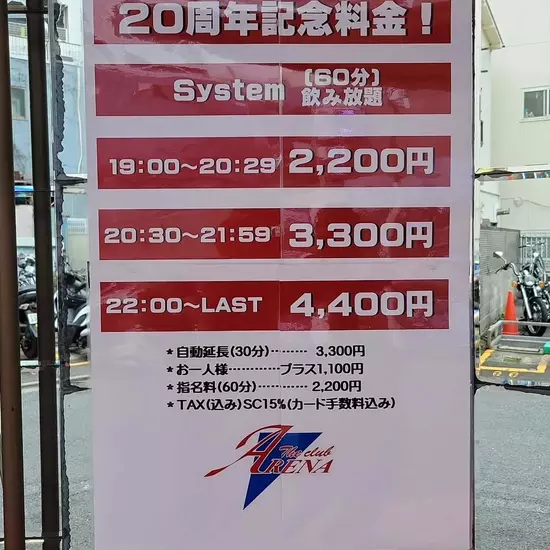 20周年記念料金！
System (60分)飲み放題
19:00～20:29 2,200円
20:30～21:59 3,300円
22:00～LAST 4,400円
★自動延長(30分)……… 3,300円
★お一人様…………プラス1,100円
★指名料(60分)………… 2,200円
★TAX(込み)SC15%(カード手数料込み)
The club
ARENA